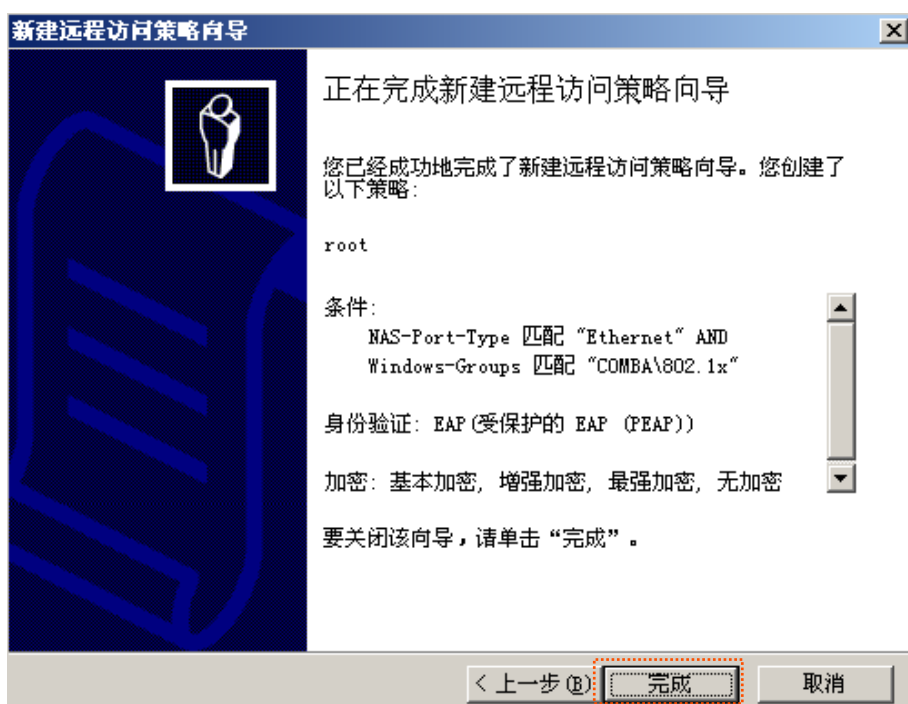 新建远程访问策略向导
正在完成新建远程访问策略向导
您已经成功地完成了新建远程访问策略向导。您创建了
以下策略:
root
条件:
NAS-Port-Type 匹配 "Ethernet" AND
Windows-Groups 匹配 "COMBA\802.1x"
身份验证: EAP(受保护的 EAP (PEAP))
加密: 基本加密, 增强加密, 最强加密, 无加密
要关闭该向导，请单击“完成”。
< 上一步(B) 完成 取消